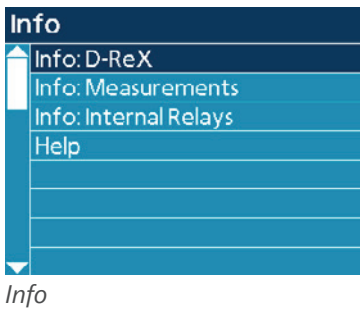 Info
Info: D-ReX
Info: Measurements
Info: Internal Relays
Help
Info